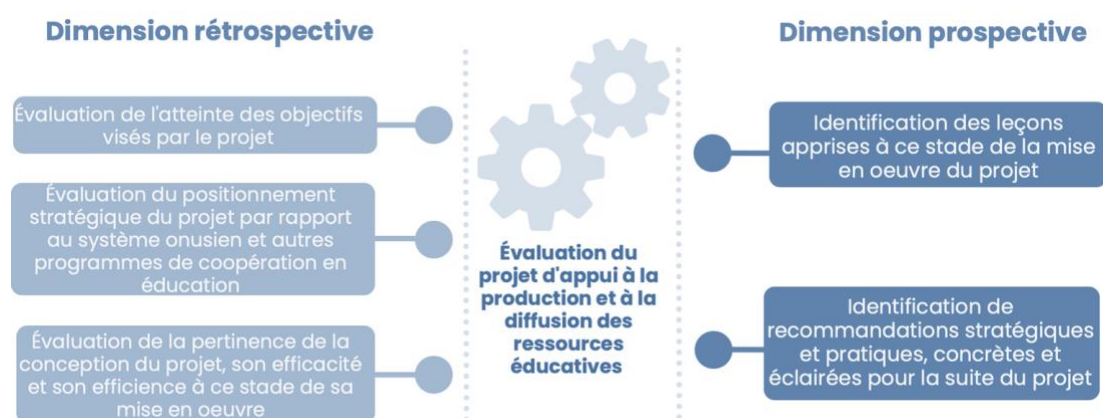 Dimension rétrospective
Évaluation de l'atteinte des objectifs
visés par le projet
Évaluation du positionnement
stratégique du projet par rapport
au système onusien et autres
programmes de coopération en
éducation
Évaluation de la pertinence de la
conception du projet, son efficacité
et son efficience à ce stade de sa
mise en oeuvre
Évaluation du
projet d'appui à la
production et à la
diffusion des
ressources
éducatives
Dimension prospective
Identification des leçons
apprises à ce stade de la mise
en oeuvre du projet
Identification de
recommandations stratégiques
et pratiques, concrètes et
éclairées pour la suite du projet